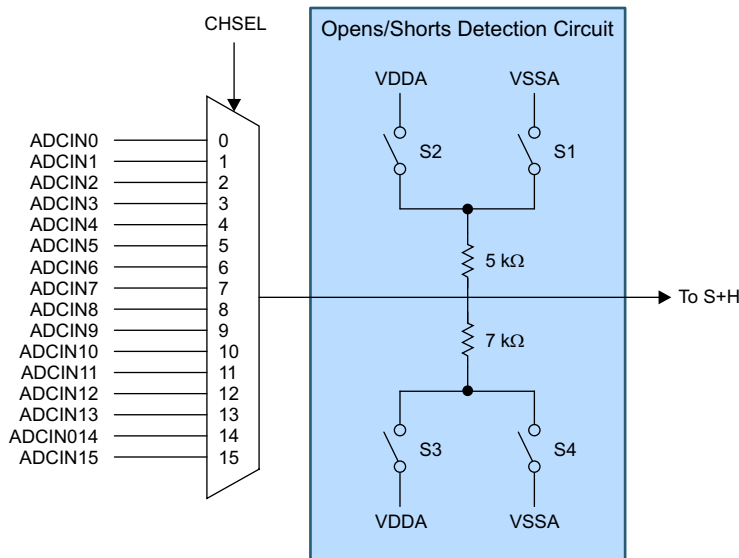 CHSEL
Opens/Shorts Detection Circuit
VDDA
VSSA
S2
S1
ADCIN0
0
ADCIN1
1
ADCIN2
2
ADCIN3
3
ADCIN4
4
ADCIN5
5
ADCIN6
6
ADCIN7
7
ADCIN8
8
ADCIN9
9
ADCIN10
10
ADCIN11
11
ADCIN12
12
ADCIN13
13
ADCIN014
14
ADCIN15
15
5 kΩ
To S+H
7 kΩ
S3
S4
VDDA
VSSA